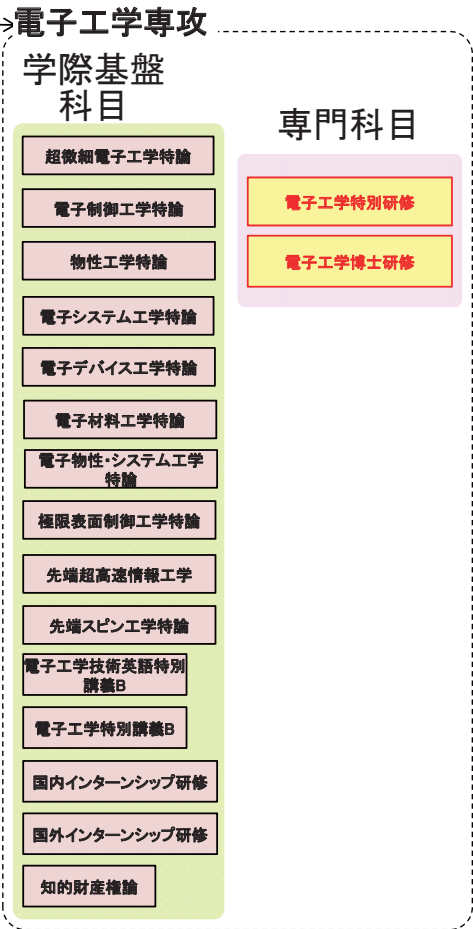 電子工学専攻
学際基盤
科目
超微細電子工学特論
電子制御工学特論
物性工学特論
電子システム工学特論
電子デバイス工学特論
電子材料工学特論
電子物性・システム工学
特論
極限表面制御工学特論
先端超高速情報工学
先端スピン工学特論
電子工学技術英語特別
講義B
電子工学特別講義B
国内インターンシップ研修
国外インターンシップ研修
知的財産権論
専門科目
電子工学特別研修
電子工学博士研修